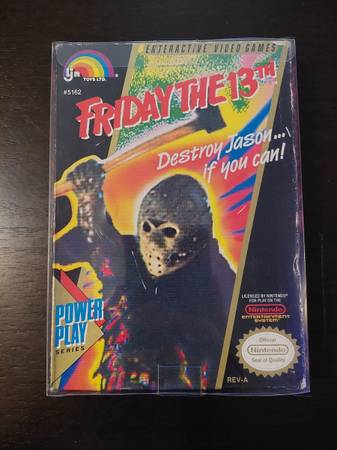 ENTERACTIVE VIDEO GAMES
LJN
TOYS LTD.
#5162
FRIDAY THE 13TH
Destroy Jason...
if you can!
POWER
PLAY
SERIES
LICENSED BY NINTENDO®
FOR PLAY ON THE
Nintendo
ENTERTAINMENT
SYSTEM®
Official
Nintendo
Seal of Quality
REV-A